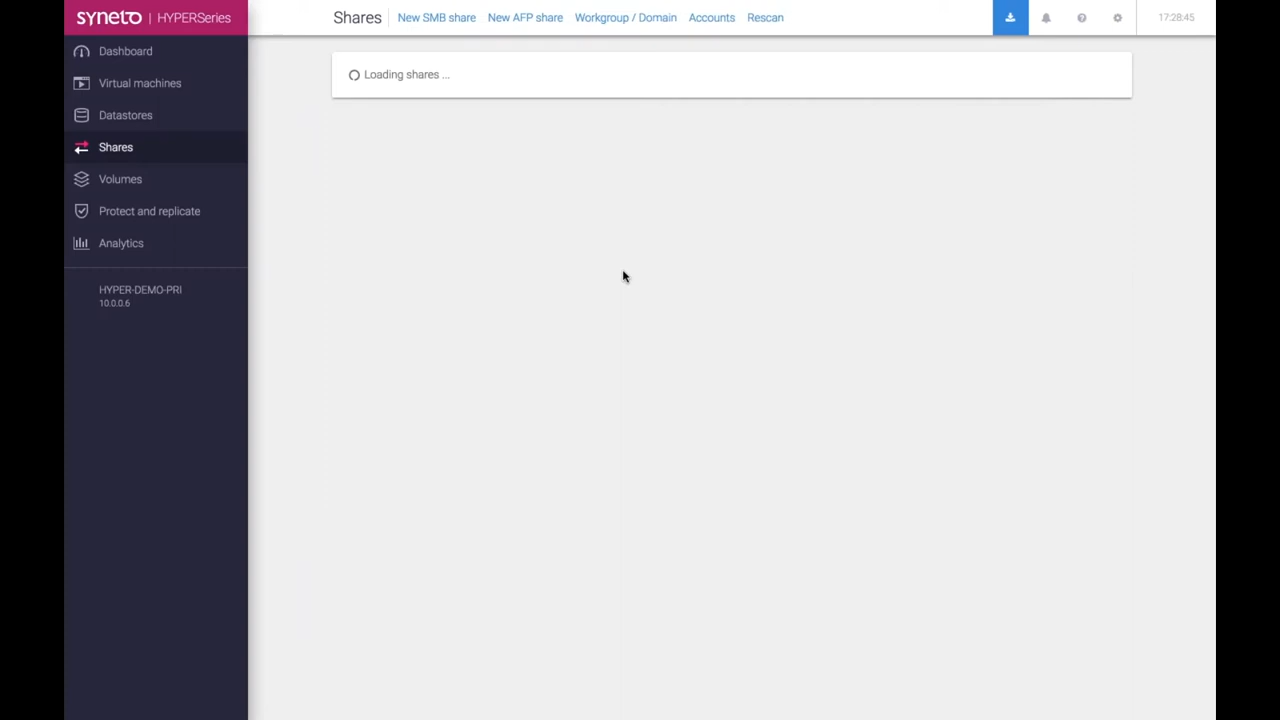 syneto | HYPERSeries
Shares New SMB share New AFP share Workgroup / Domain Accounts Rescan
17:28:45
Dashboard
Virtual machines
Datastores
Shares
Volumes
Protect and replicate
Analytics
HYPER-DEMO-PRI
10.0.0.6
Loading shares ...